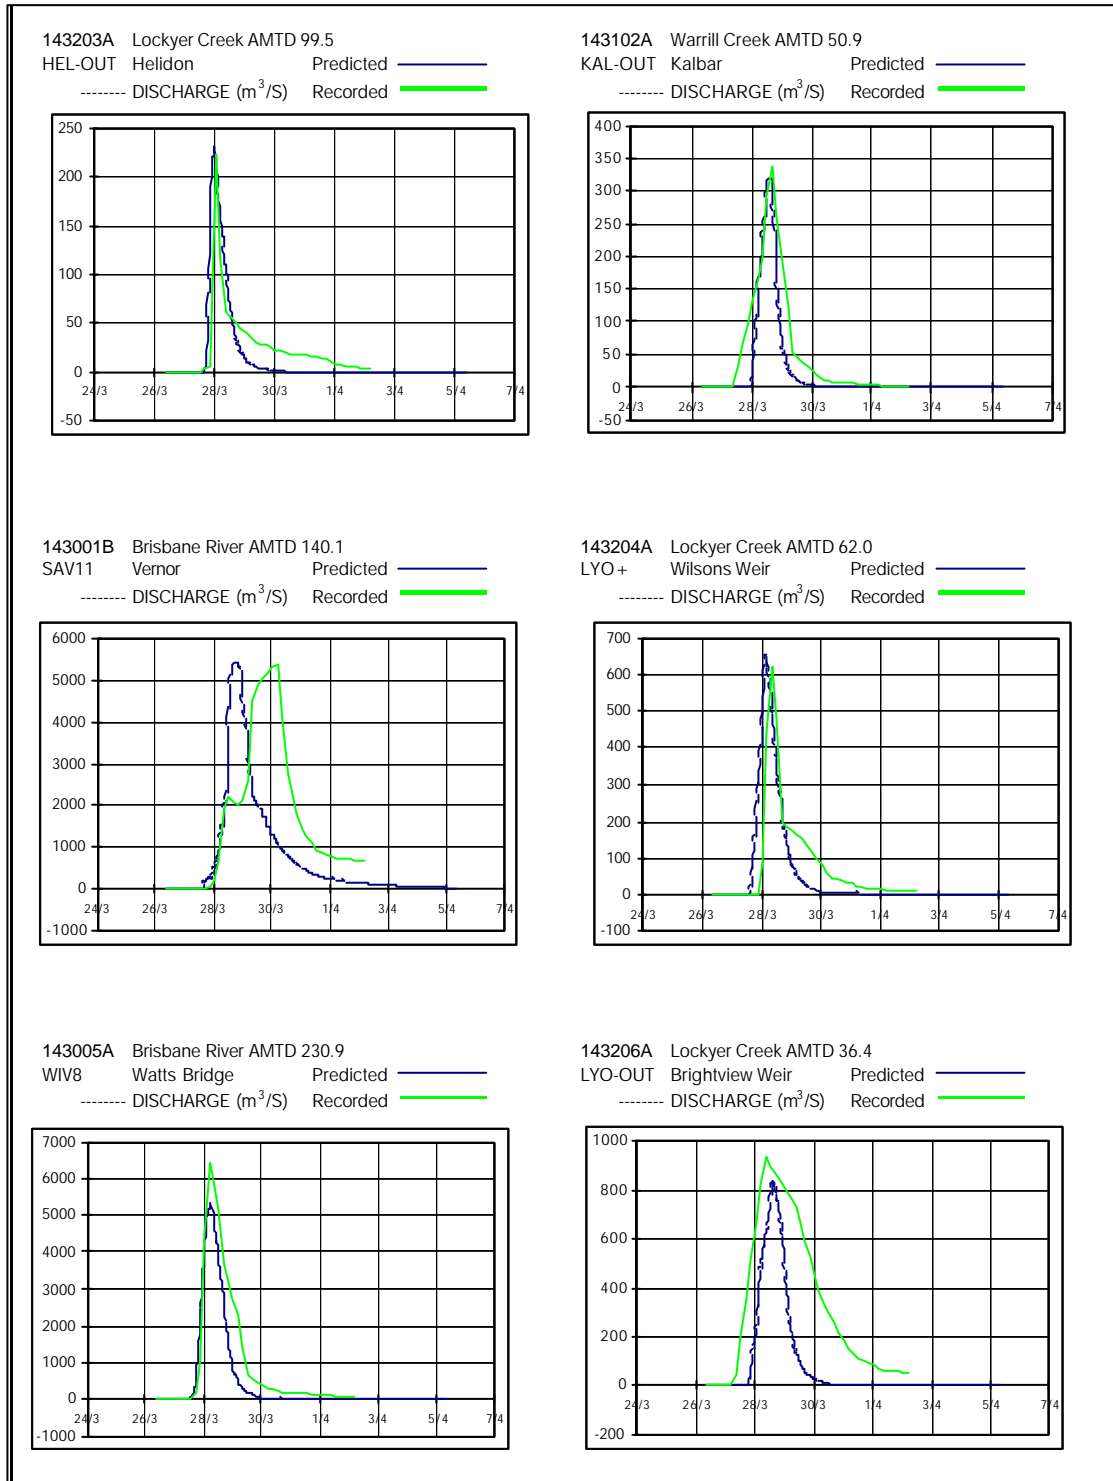 143203A Lockyer Creek AMTD 99.5
HEL-OUT Helidon Predicted
-------- DISCHARGE (m³/S) Recorded
250
200
150
100
50
0
-50
24/3 26/3 28/3 30/3 1/4 3/4 5/4 7/4
143102A Warrill Creek AMTD 50.9
KAL-OUT Kalbar Predicted
-------- DISCHARGE (m³/S) Recorded
400
350
300
250
200
150
100
50
0
-50
24/3 26/3 28/3 30/3 1/4 3/4 5/4 7/4
143001B Brisbane River AMTD 140.1
SAV11 Vernor Predicted
-------- DISCHARGE (m³/S) Recorded
6000
5000
4000
3000
2000
1000
0
-1000
24/3 26/3 28/3 30/3 1/4 3/4 5/4 7/4
143204A Lockyer Creek AMTD 62.0
LYO+ Wilsons Weir Predicted
-------- DISCHARGE (m³/S) Recorded
700
600
500
400
300
200
100
0
-100
24/3 26/3 28/3 30/3 1/4 3/4 5/4 7/4
143005A Brisbane River AMTD 230.9
WIV8 Watts Bridge Predicted
-------- DISCHARGE (m³/S) Recorded
7000
6000
5000
4000
3000
2000
1000
0
-1000
24/3 26/3 28/3 30/3 1/4 3/4 5/4 7/4
143206A Lockyer Creek AMTD 36.4
LYO-OUT Brightview Weir Predicted
-------- DISCHARGE (m³/S) Recorded
1000
800
600
400
200
0
-200
24/3 26/3 28/3 30/3 1/4 3/4 5/4 7/4